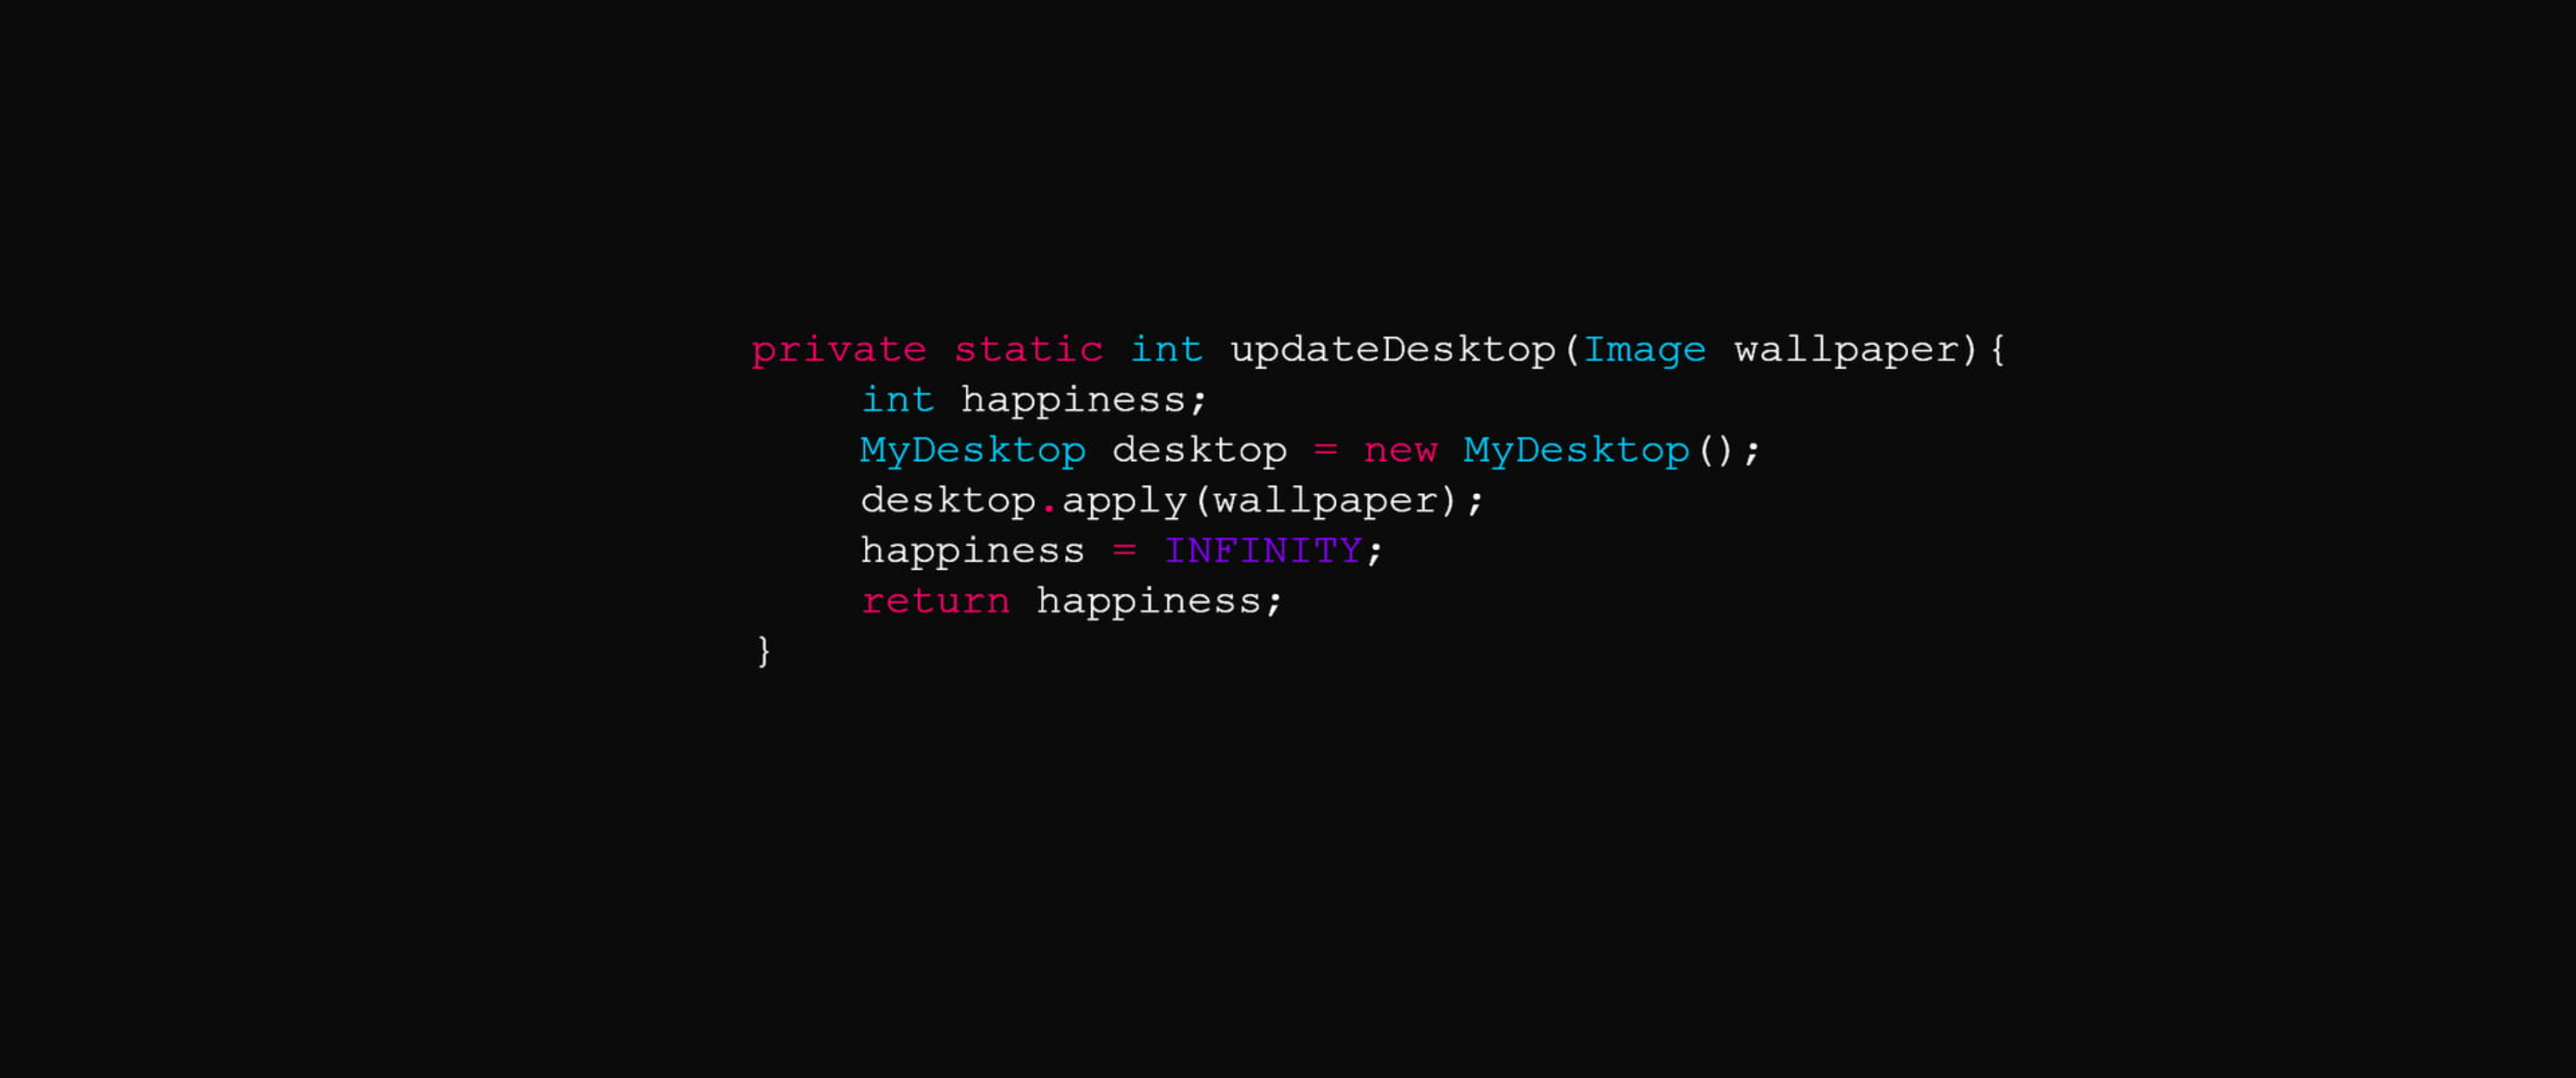 private static int updateDesktop(Image wallpaper){
int happiness;
MyDesktop desktop = new MyDesktop();
desktop.apply(wallpaper);
happiness = INFINITY;
return happiness;
}